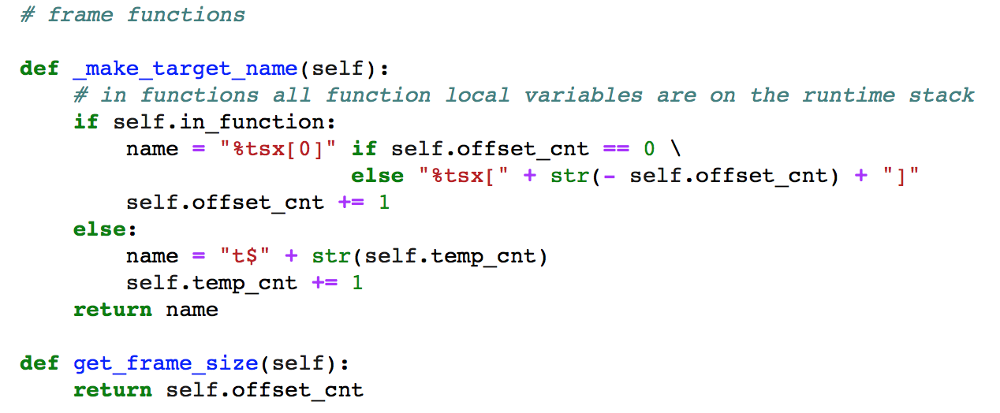 # frame functions
def _make_target_name(self):
    # in functions all function local variables are on the runtime stack
    if self.in_function:
        name = "%tsx[0]" if self.offset_cnt == 0 \
                         else "%tsx[" + str(- self.offset_cnt) + "]"
        self.offset_cnt += 1
    else:
        name = "t$" + str(self.temp_cnt)
        self.temp_cnt += 1
    return name
def get_frame_size(self):
    return self.offset_cnt